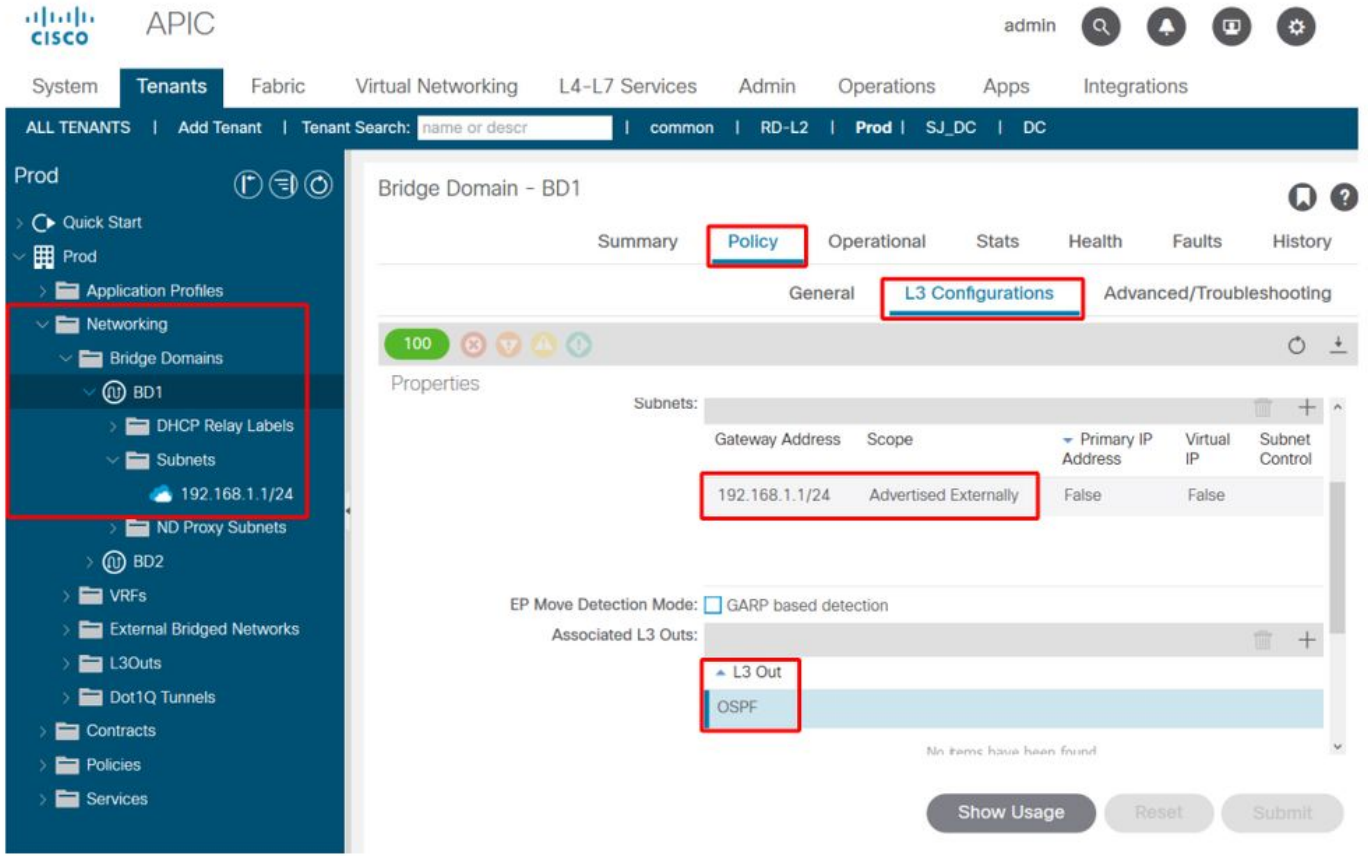 CISCO APIC admin
System Tenants Fabric Virtual Networking L4-L7 Services Admin Operations Apps Integrations
ALL TENANTS | Add Tenant | Tenant Search: name or descr | common | RD-L2 | Prod | SJ_DC | DC
Prod
Quick Start
Prod
Application Profiles
Networking
Bridge Domains
BD1
DHCP Relay Labels
Subnets
192.168.1.1/24
ND Proxy Subnets
BD2
VRFs
External Bridged Networks
L3Outs
Dot1Q Tunnels
Contracts
Policies
Services
Bridge Domain - BD1
Summary Policy Operational Stats Health Faults History
General L3 Configurations Advanced/Troubleshooting
100
Properties
Subnets:
Gateway Address Scope Primary IP Address Virtual IP Subnet Control
192.168.1.1/24 Advertised Externally False False
EP Move Detection Mode: GARP based detection
Associated L3 Outs:
L3 Out
OSPF
No items have been found
Show Usage Reset Submit